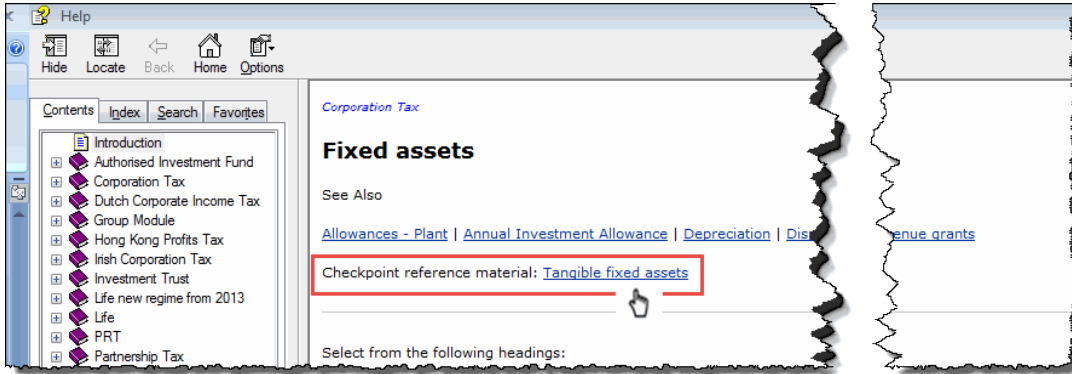 Help
Hide Locate Back Home Options
Contents Index Search Favorites
Introduction
Authorised Investment Fund
Corporation Tax
Dutch Corporate Income Tax
Group Module
Hong Kong Profits Tax
Irish Corporation Tax
Investment Trust
Life new regime from 2013
Life
PRT
Partnership Tax
Corporation Tax
Fixed assets
See Also
Allowances - Plant | Annual Investment Allowance | Depreciation | grants
Checkpoint reference material: Tangible fixed assets
Select from the following headings: